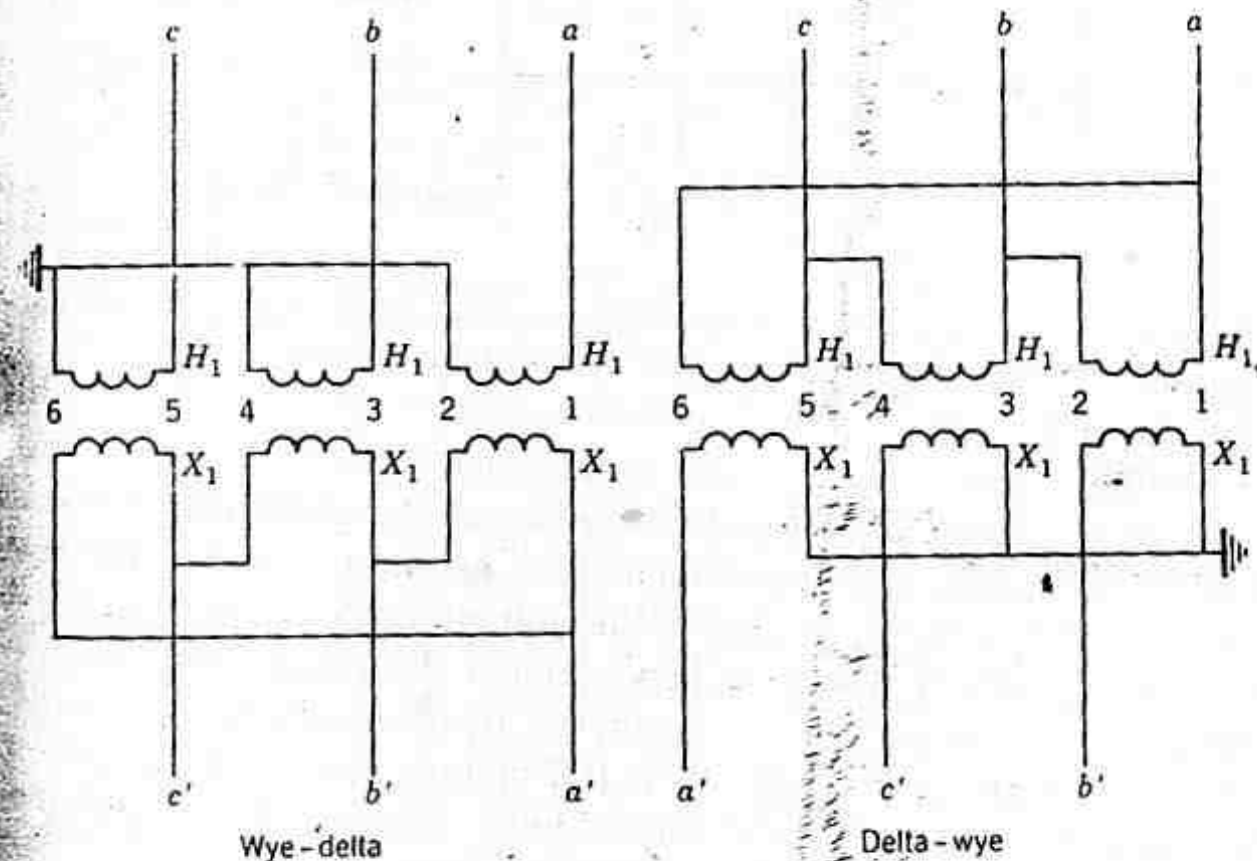 c b a c b a
H₁ H₁ H₁ H₁ H₁ H₁
6 5 4 3 2 1 6 5 4 3 2 1
X₁ X₁ X₁ X₁ X₁ X₁
c' b' a' a' c' b'
Wye-delta Delta-wye